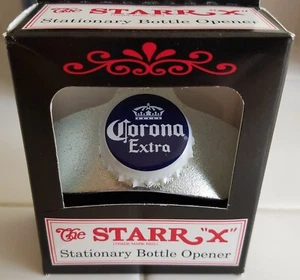 The STARR "X"
Stationary Bottle Opener
Corona
Extra
The STARR "X"
Stationary Bottle Opener